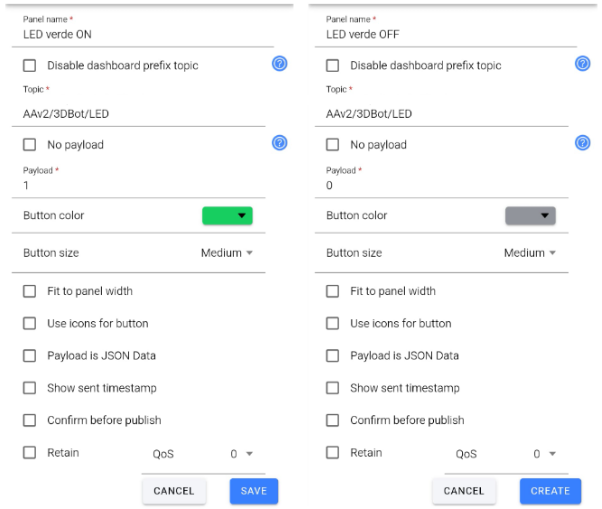 Panel name *
LED verde ON
Disable dashboard prefix topic
Topic *
AAv2/3DBot/LED
No payload
Payload *
1
Button color
Button size Medium
Fit to panel width
Use icons for button
Payload is JSON Data
Show sent timestamp
Confirm before publish
Retain QoS 0
CANCEL SAVE
Panel name *
LED verde OFF
Disable dashboard prefix topic
Topic *
AAv2/3DBot/LED
No payload
Payload *
0
Button color
Button size Medium
Fit to panel width
Use icons for button
Payload is JSON Data
Show sent timestamp
Confirm before publish
Retain QoS 0
CANCEL CREATE